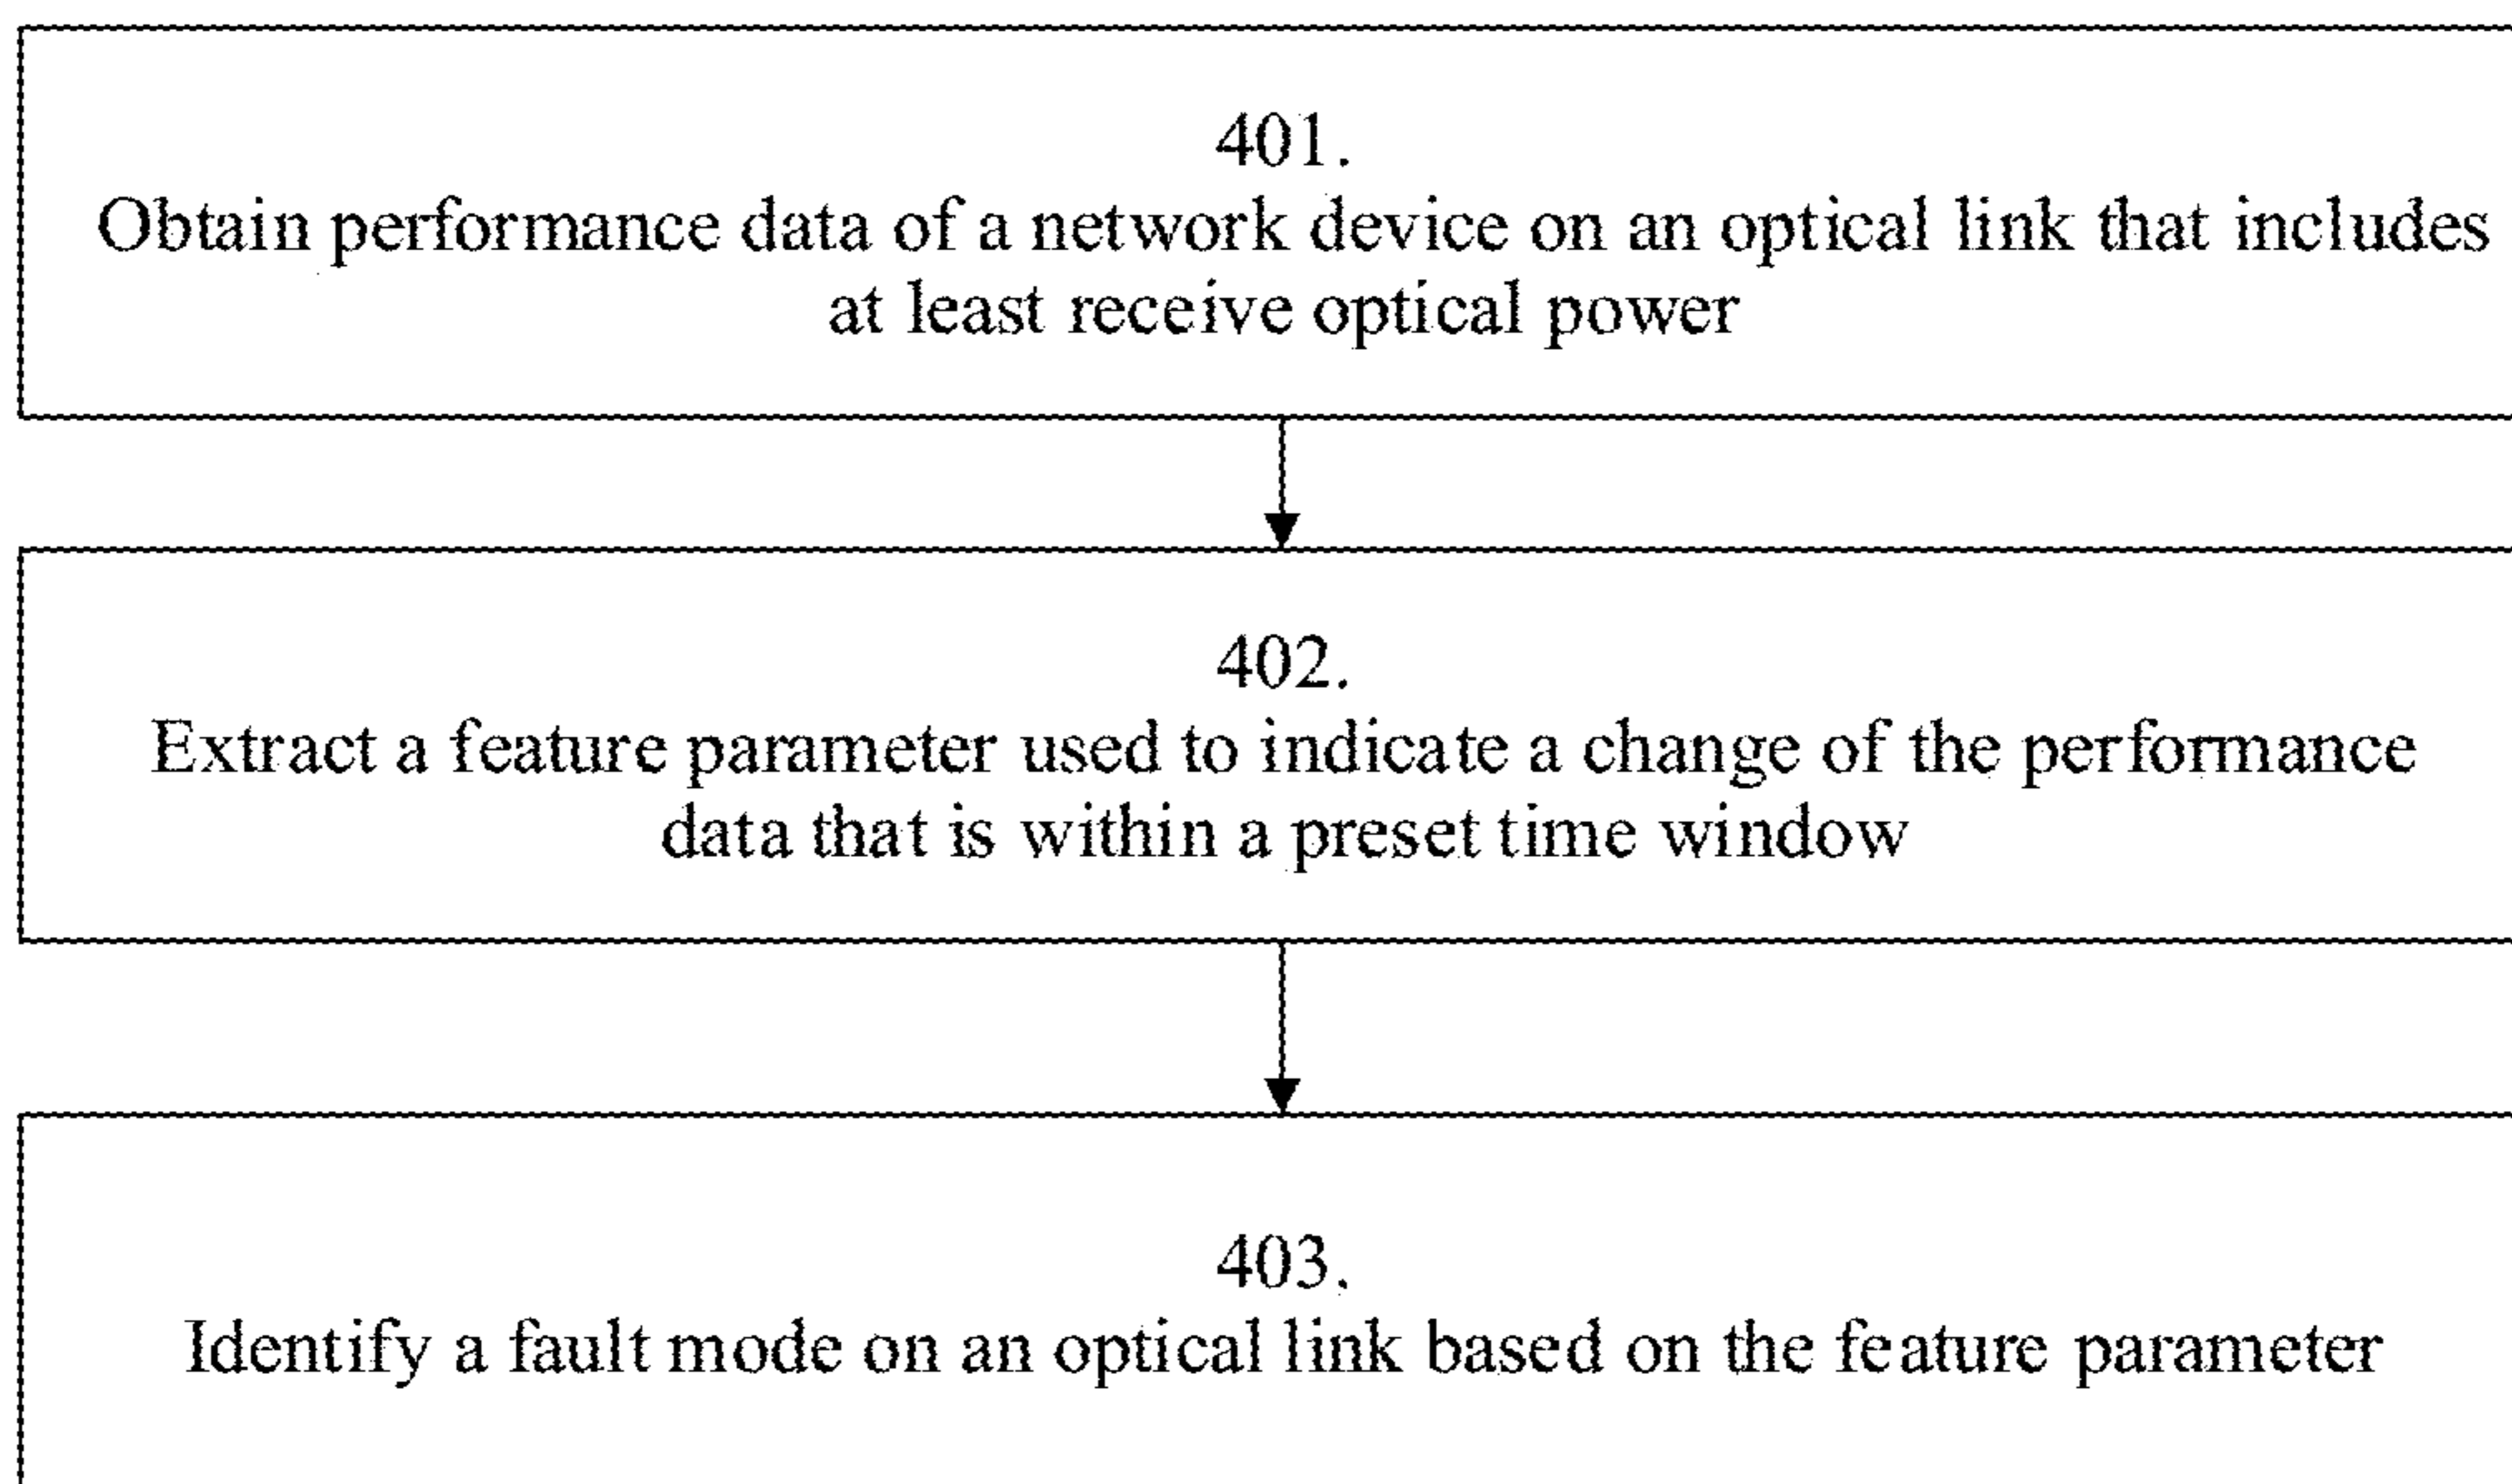 401.
Obtain performance data of a network device on an optical link that includes
at least receive optical power
402.
Extract a feature parameter used to indicate a change of the performance
data that is within a preset time window
403.
Identify a fault mode on an optical link based on the feature parameter